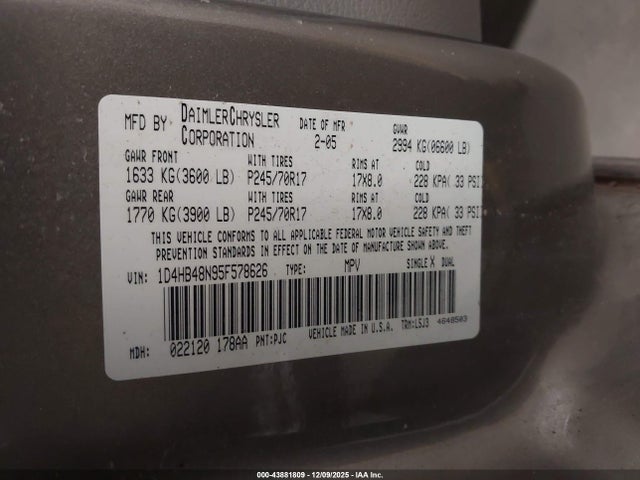 MFD BY DAIMLERCHRYSLER CORPORATION DATE OF MFR 2-05 GVWR 2994 KG(06600 LB)
GAWR FRONT WITH TIRES RIMS AT COLD
1633 KG(3600 LB) P245/70R17 17X8.0 228 KPA( 33 PSI)
GAWR REAR WITH TIRES RIMS AT COLD
1770 KG(3900 LB) P245/70R17 17X8.0 228 KPA( 33 PSI)
THIS VEHICLE CONFORMS TO ALL APPLICABLE FEDERAL MOTOR VEHICLE SAFETY AND THEFT
PREVENTION STANDARDS IN EFFECT ON THE DATE OF MANUFACTURE SHOWN ABOVE.
VIN: 1D4HB48N95F578626 TYPE: MPV SINGLE X DUAL
MDH: 022120 178AA PNT:PJC VEHICLE MADE IN U.S.A. TRM:L5J3 4648503
000-43881809 - 12/09/2025 - IAA Inc.